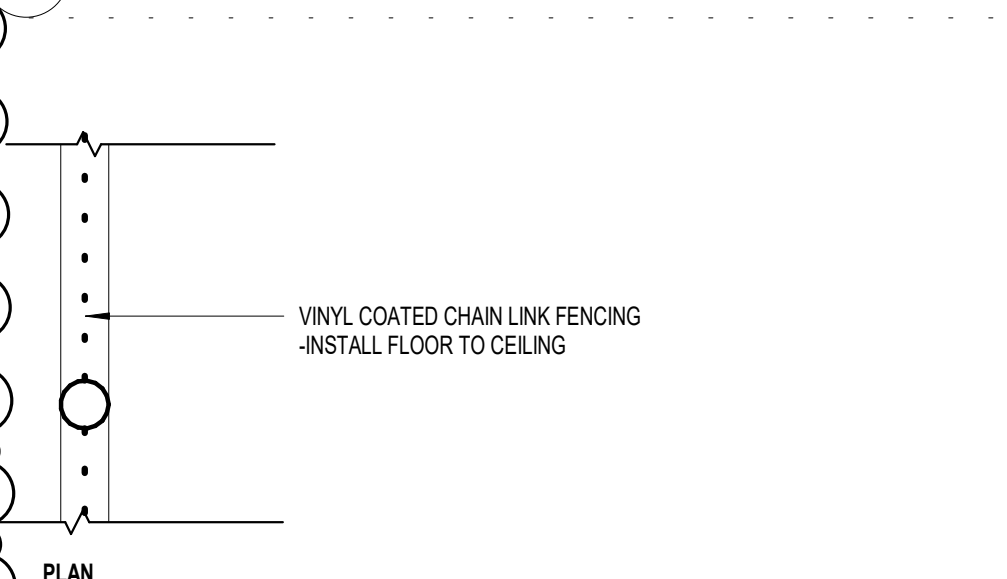 VINYL COATED CHAIN LINK FENCING
-INSTALL FLOOR TO CEILING
PLAN